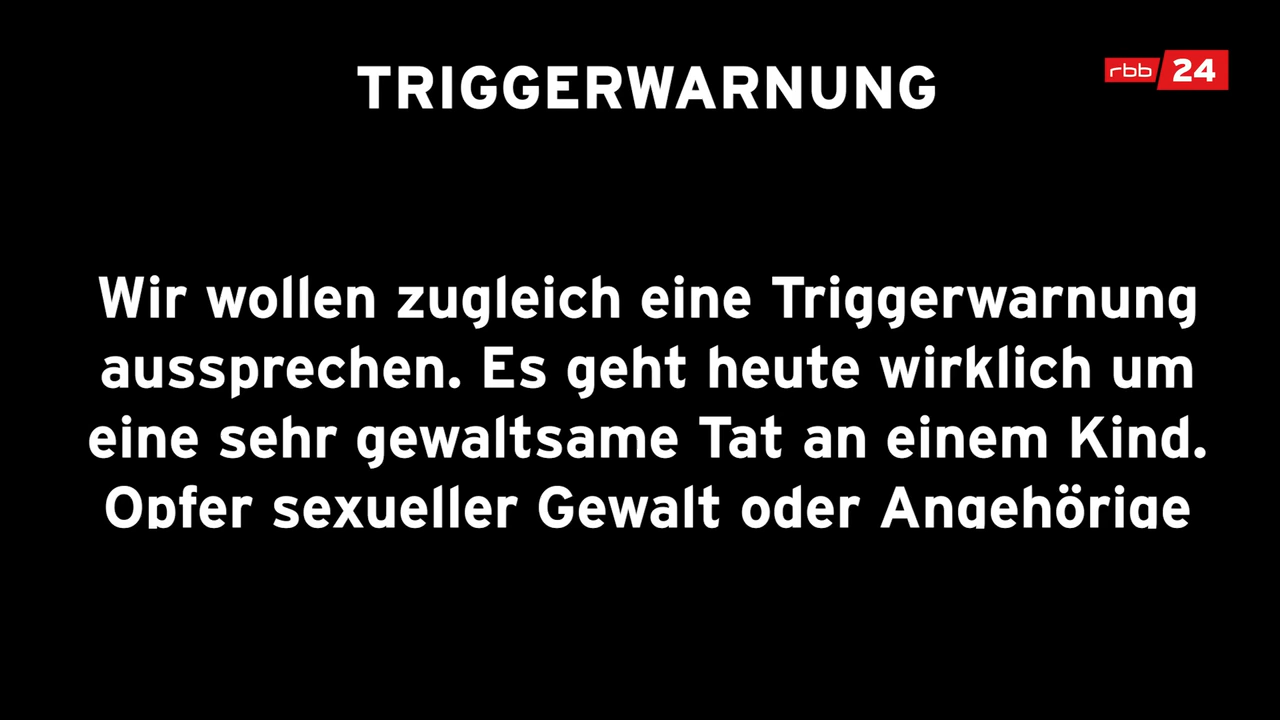 TRIGGERWARNUNG
rbb 24
Wir wollen zugleich eine Triggerwarnung
aussprechen. Es geht heute wirklich um
eine sehr gewaltsame Tat an einem Kind.
Opfer sexueller Gewalt oder Angehörige